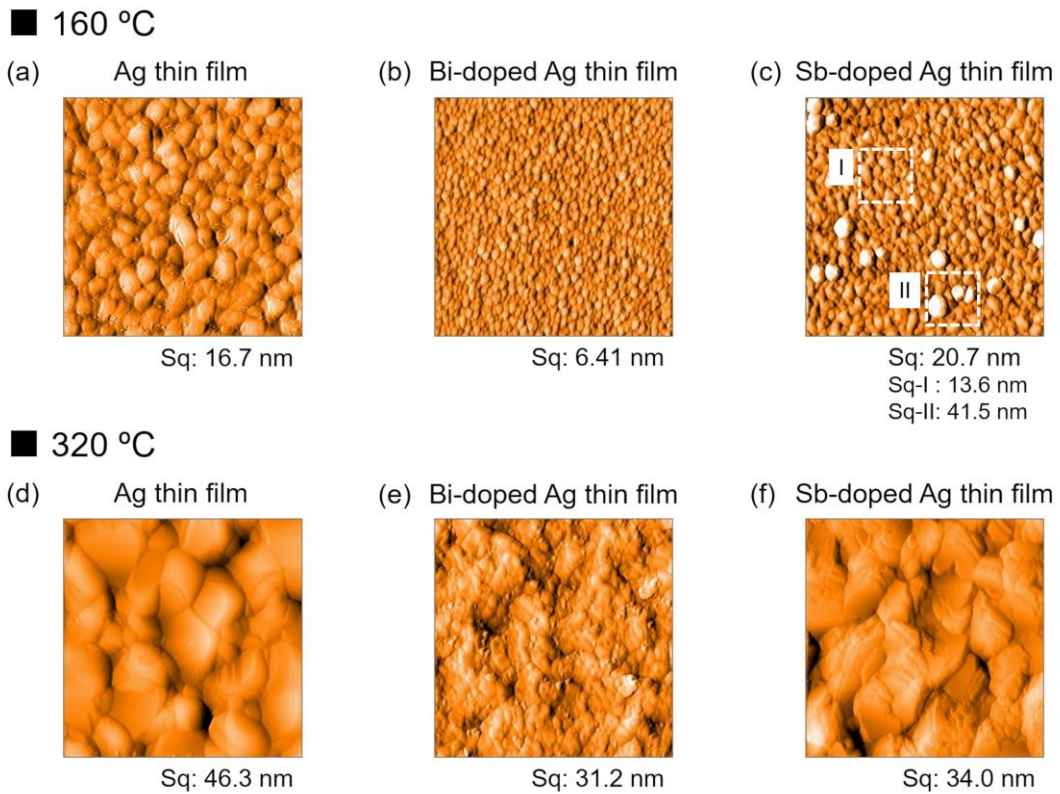 ■ 160 ºC
(a) Ag thin film
(b) Bi-doped Ag thin film
(c) Sb-doped Ag thin film
I
II
Sq: 16.7 nm
Sq: 6.41 nm
Sq: 20.7 nm
Sq-I : 13.6 nm
Sq-II: 41.5 nm
■ 320 ºC
(d) Ag thin film
(e) Bi-doped Ag thin film
(f) Sb-doped Ag thin film
Sq: 46.3 nm
Sq: 31.2 nm
Sq: 34.0 nm